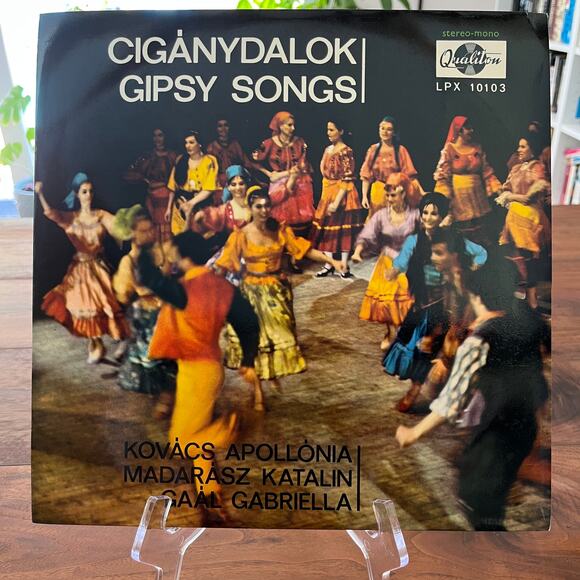 CIGÁNYDALOK
GIPSY SONGS
stereo-mono
Qualiton
LPX 10103
KOVÁCS APOLLÓNIA
MADARÁSZ KATALIN
GAÁL GABRIELLA